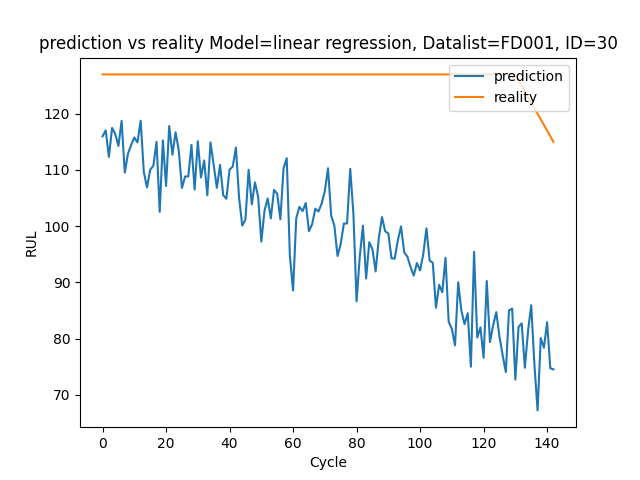 prediction vs reality Model=linear regression, Datalist=FD001, ID=30
prediction
reality
120
110
100
90
80
70
RUL
0 20 40 60 80 100 120 140
Cycle